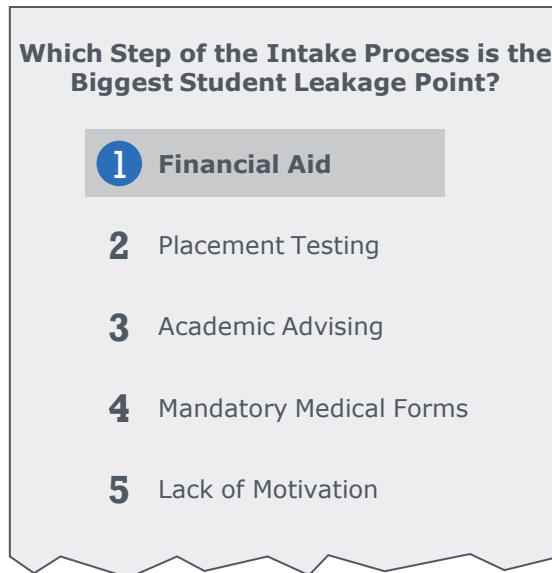 Which Step of the Intake Process is the
Biggest Student Leakage Point?
1 Financial Aid
2 Placement Testing
3 Academic Advising
4 Mandatory Medical Forms
5 Lack of Motivation